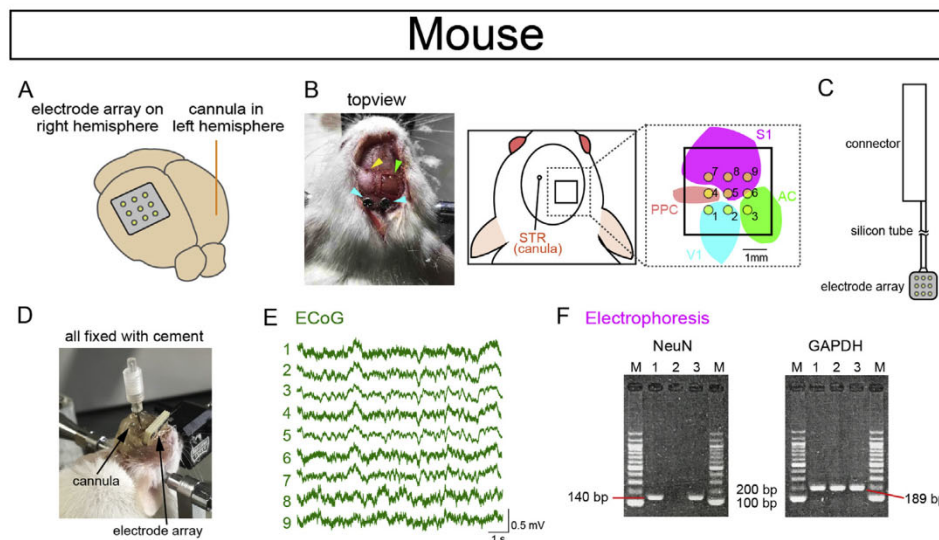 Mouse
A
electrode array on
right hemisphere
cannula in
left hemisphere
B
topview
STR
(canula)
S1
7 8 9
4 5 6
PPC
AC
1 2 3
V1
1mm
C
connector
silicon tube
electrode array
D
all fixed with cement
cannula
electrode array
E ECoG
1
2
3
4
5
6
7
8
9
0.5 mV
1 s
F Electrophoresis
NeuN
M 1 2 3 M
140 bp
GAPDH
M 1 2 3 M
200 bp
100 bp
189 bp